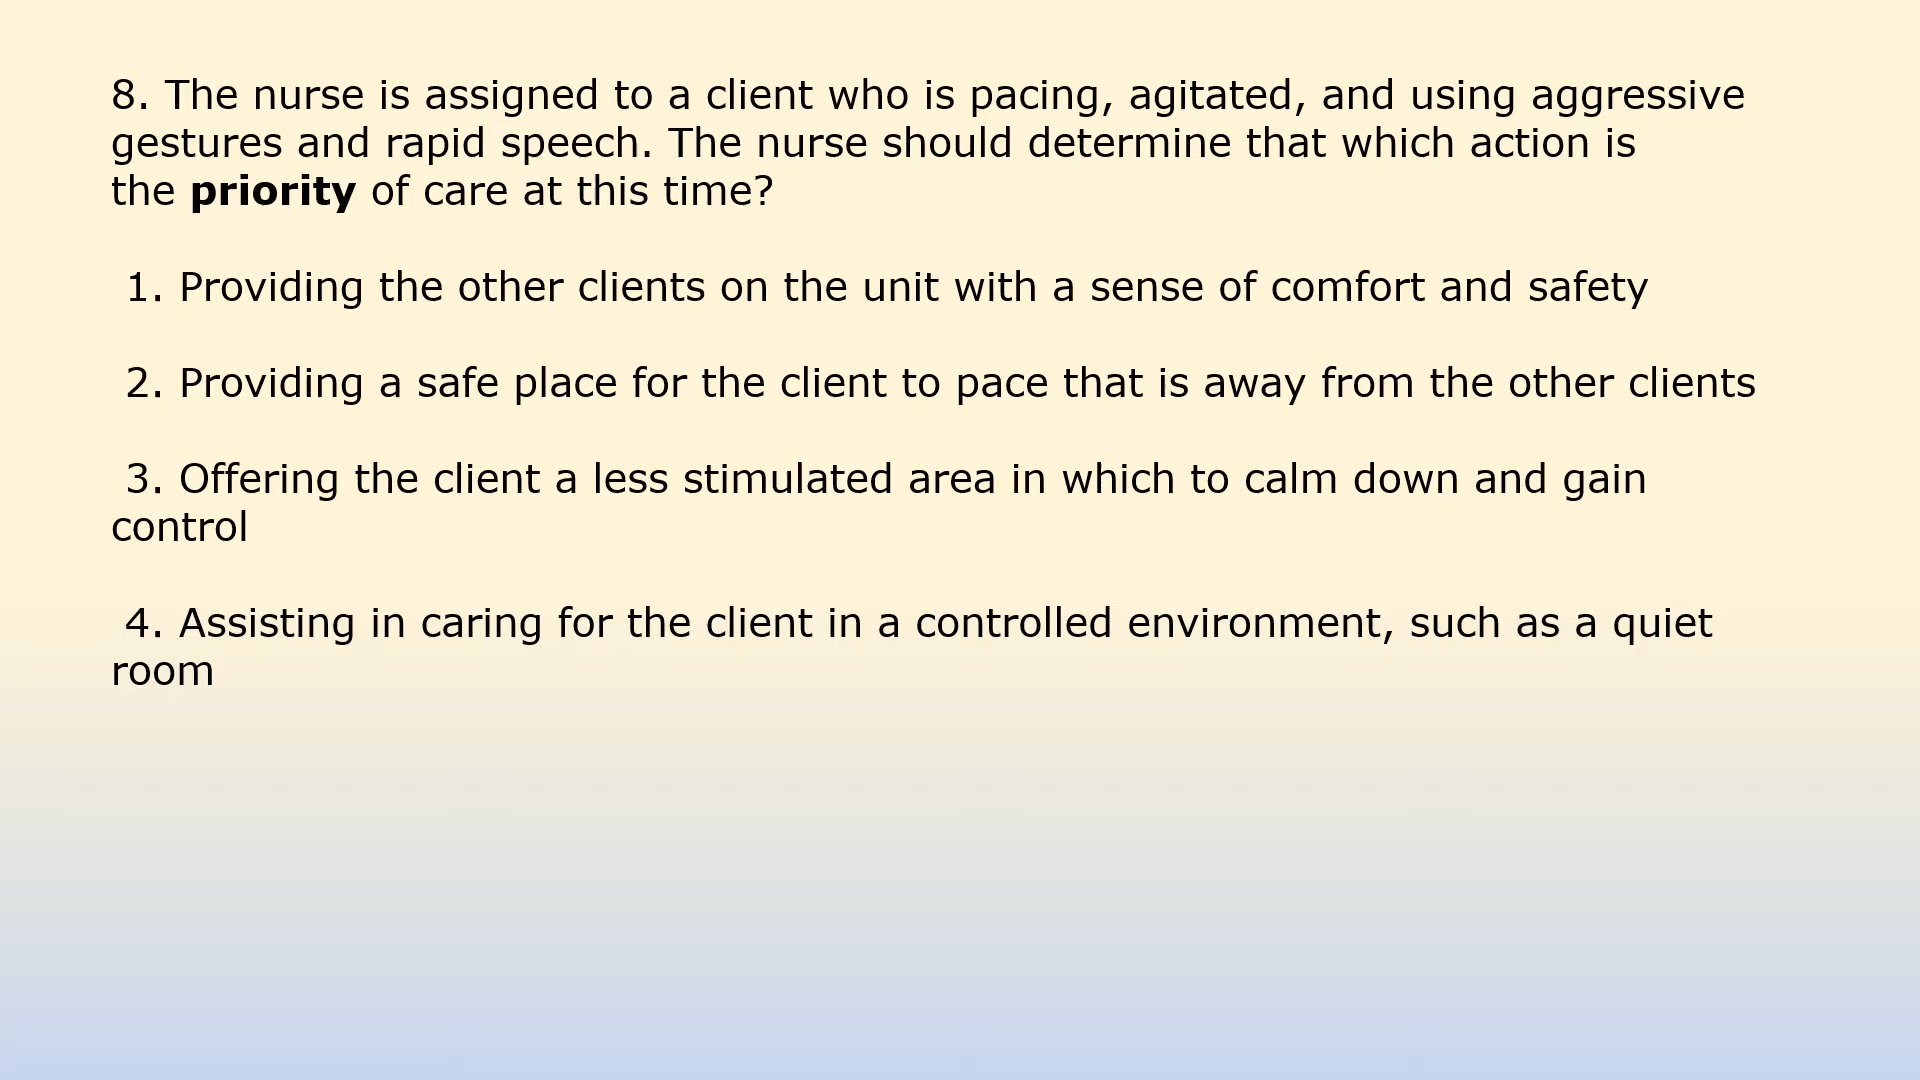 8. The nurse is assigned to a client who is pacing, agitated, and using aggressive
gestures and rapid speech. The nurse should determine that which action is
the priority of care at this time?
1. Providing the other clients on the unit with a sense of comfort and safety
2. Providing a safe place for the client to pace that is away from the other clients
3. Offering the client a less stimulated area in which to calm down and gain
control
4. Assisting in caring for the client in a controlled environment, such as a quiet
room